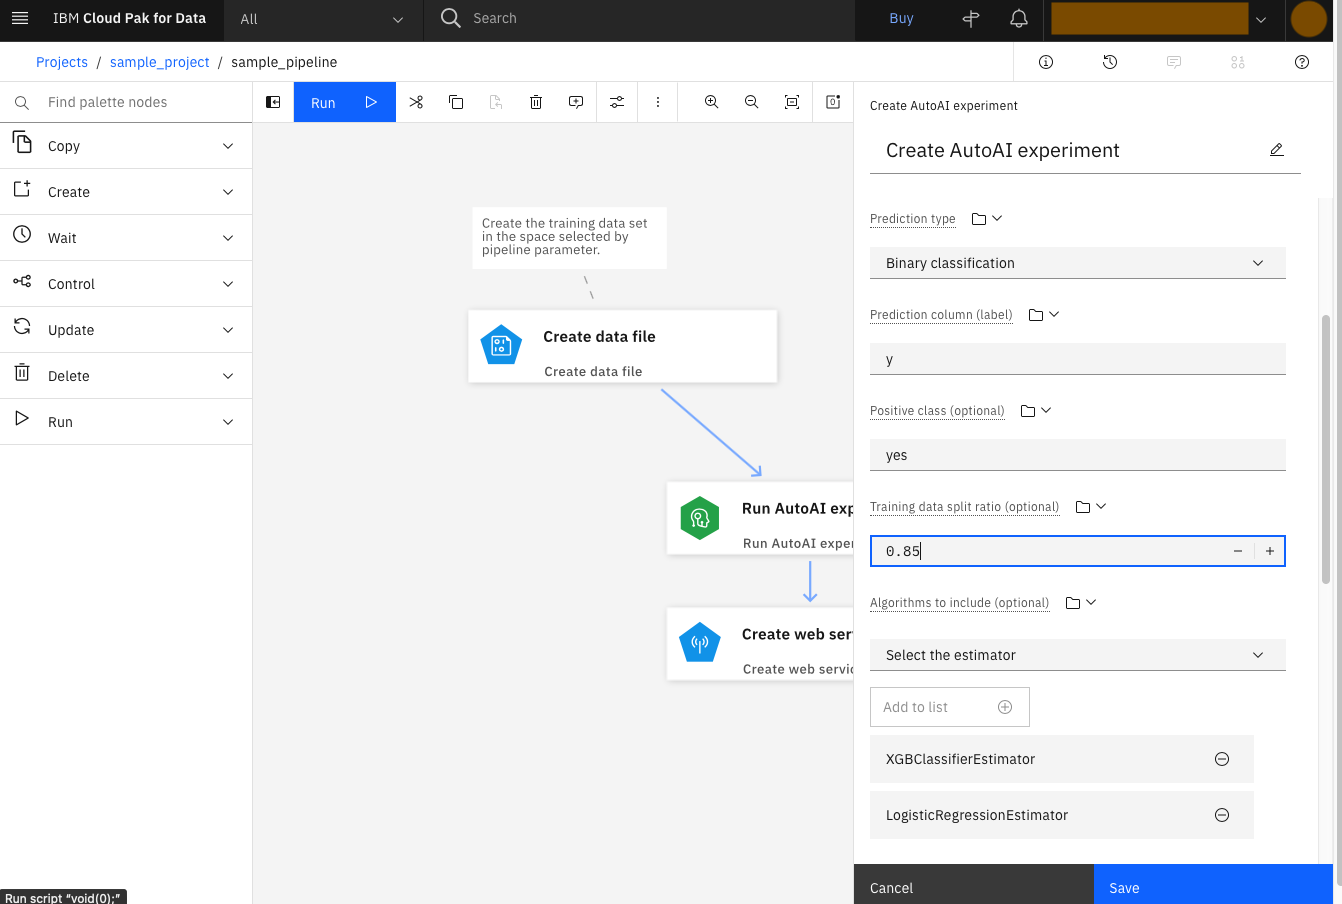 IBM Cloud Pak for Data
All
Search
Buy
Projects / sample_project / sample_pipeline
Find palette nodes
Run
Create AutoAI experiment
Copy
Create
Wait
Control
Update
Delete
Run
Create the training data set
in the space selected by
pipeline parameter.
Create data file
Create data file
Run AutoAI exp
Run AutoAI exper
Create web ser
Create web servic
Create AutoAI experiment
Prediction type
Binary classification
Prediction column (label)
y
Positive class (optional)
yes
Training data split ratio (optional)
0.85
Algorithms to include (optional)
Select the estimator
Add to list
XGBClassifierEstimator
LogisticRegressionEstimator
Cancel
Save
Run script “void(0);”